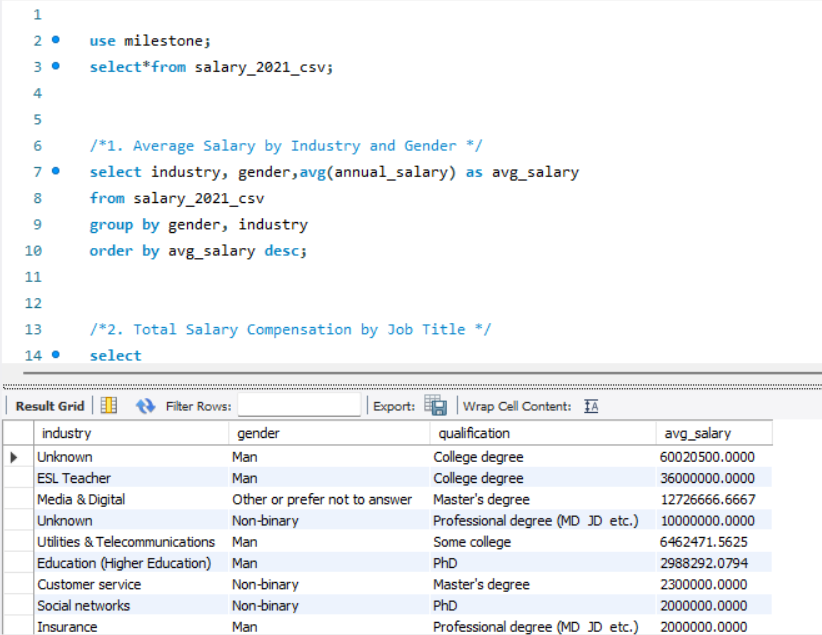 1
2 use milestone;
3 select*from salary_2021_csv;
4
5
6 /*1. Average Salary by Industry and Gender */
7 select industry, gender,avg(annual_salary) as avg_salary
8 from salary_2021_csv
9 group by gender, industry
10 order by avg_salary desc;
11
12
13 /*2. Total Salary Compensation by Job Title */
14 select
Result Grid Filter Rows: Export: Wrap Cell Content: IA
industry gender qualification avg_salary
Unknown Man College degree 60020500.0000
ESL Teacher Man College degree 36000000.0000
Media & Digital Other or prefer not to answer Master's degree 12726666.6667
Unknown Non-binary Professional degree (MD JD etc.) 10000000.0000
Utilities & Telecommunications Man Some college 6462471.5625
Education (Higher Education) Man PhD 2988292.0794
Customer service Non-binary Master's degree 2300000.0000
Social networks Non-binary PhD 2000000.0000
Insurance Man Professional degree (MD JD etc.) 2000000.0000